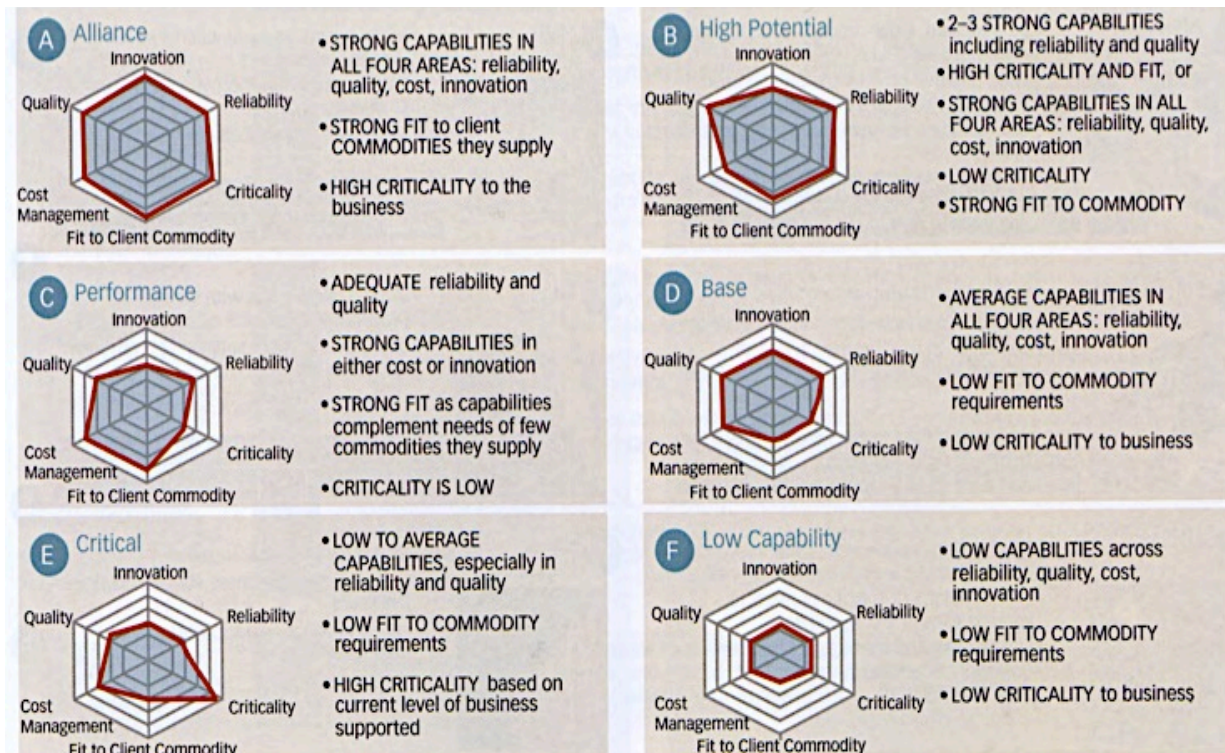 A Alliance
Innovation
Quality
Reliability
Cost
Management
Criticality
Fit to Client Commodity
• STRONG CAPABILITIES IN
ALL FOUR AREAS: reliability,
quality, cost, innovation
• STRONG FIT to client
COMMODITIES they supply
• HIGH CRITICALITY to the
business
B High Potential
Innovation
Quality
Reliability
Cost
Management
Criticality
Fit to Client Commodity
• 2–3 STRONG CAPABILITIES
including reliability and quality
• HIGH CRITICALITY AND FIT, or
• STRONG CAPABILITIES IN ALL
FOUR AREAS: reliability, quality,
cost, innovation
• LOW CRITICALITY
• STRONG FIT TO COMMODITY
C Performance
Innovation
Quality
Reliability
Cost
Management
Criticality
Fit to Client Commodity
• ADEQUATE reliability and
quality
• STRONG CAPABILITIES in
either cost or innovation
• STRONG FIT as capabilities
complement needs of few
commodities they supply
• CRITICALITY IS LOW
D Base
Innovation
Quality
Reliability
Cost
Management
Criticality
Fit to Client Commodity
• AVERAGE CAPABILITIES IN
ALL FOUR AREAS: reliability,
quality, cost, innovation
• LOW FIT TO COMMODITY
requirements
• LOW CRITICALITY to business
E Critical
Innovation
Quality
Reliability
Cost
Management
Criticality
Fit to Client Commodity
• LOW TO AVERAGE
CAPABILITIES, especially in
reliability and quality
• LOW FIT TO COMMODITY
requirements
• HIGH CRITICALITY based on
current level of business
supported
F Low Capability
Innovation
Quality
Reliability
Cost
Management
Criticality
Fit to Client Commodity
• LOW CAPABILITIES across
reliability, quality, cost,
innovation
• LOW FIT TO COMMODITY
requirements
• LOW CRITICALITY to business